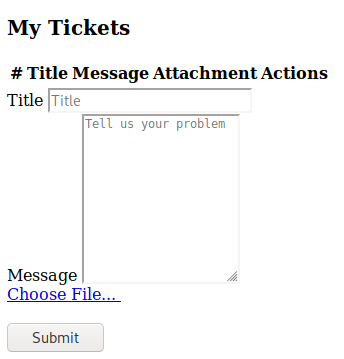 My Tickets
# Title Message Attachment Actions
Title Title
Tell us your problem
Message
Choose File...
Submit